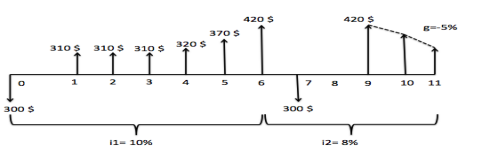 420 $ 420 $ g=-5%
370 $
310 $ 310 $ 310 $ 320 $
0 1 2 3 4 5 6 7 8 9 10 11
300 $ 300 $
i1= 10% i2= 8%